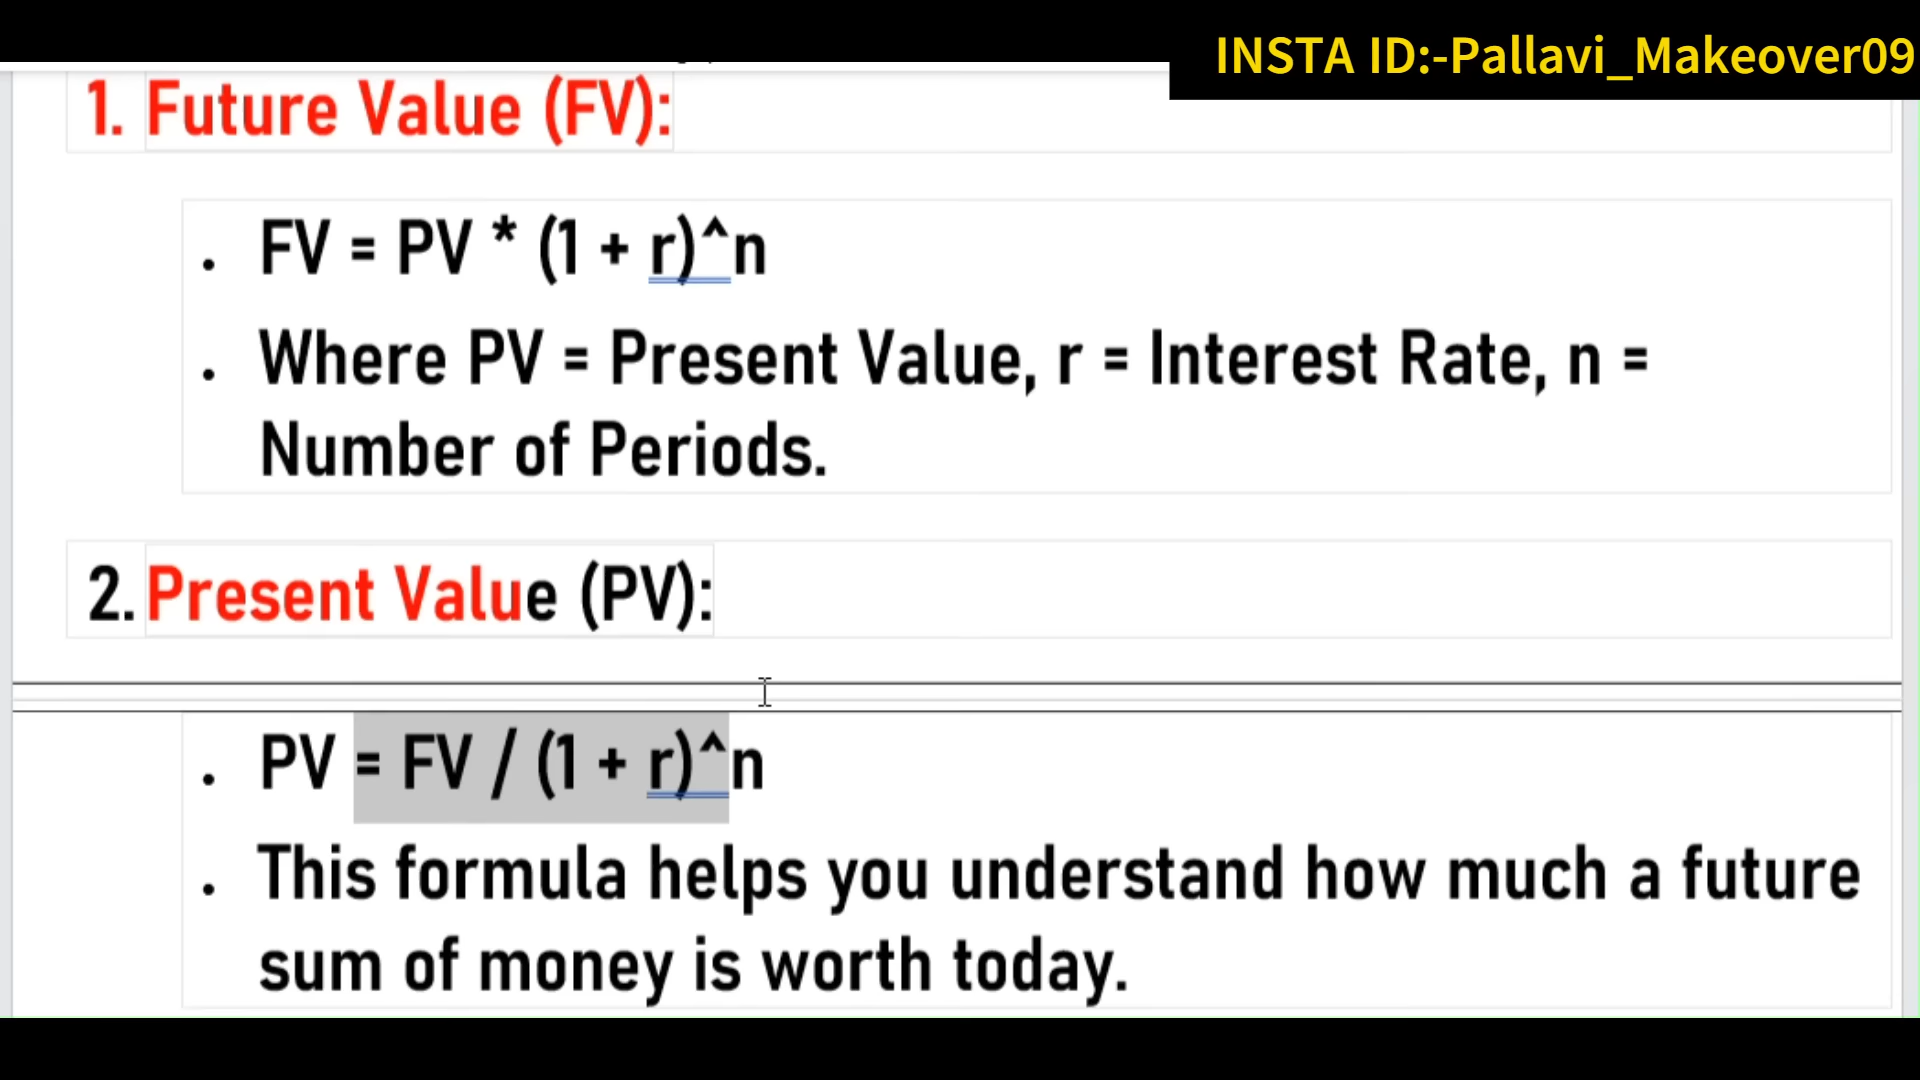 INSTA ID:-Pallavi_Makeover09
1. Future Value (FV):
• FV = PV * (1 + r)^n
• Where PV = Present Value, r = Interest Rate, n =
Number of Periods.
2. Present Value (PV):
• PV = FV / (1 + r)^n
• This formula helps you understand how much a future
sum of money is worth today.